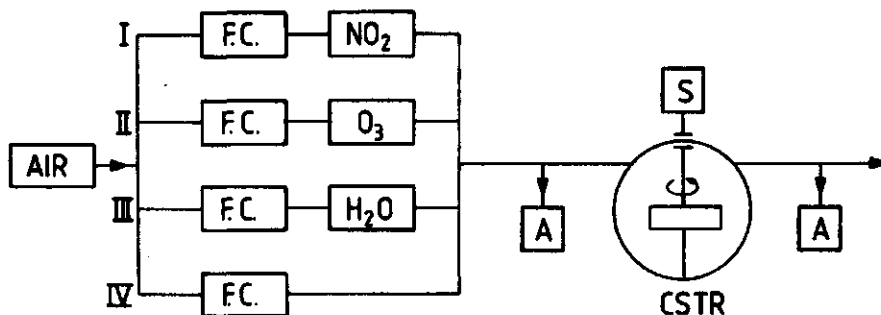 I F.C. NO₂
S
II F.C. O₃
AIR
III F.C. H₂O A A
IV F.C. CSTR